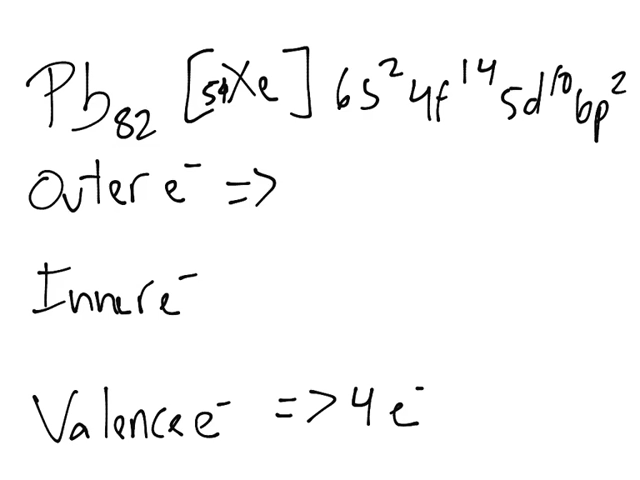 Pb₈₂ [₅₄Xe] 6s² 4f¹⁴ 5d¹⁰ 6p²
Outer e⁻ =>
Inner e⁻
Valence e⁻ => 4 e⁻